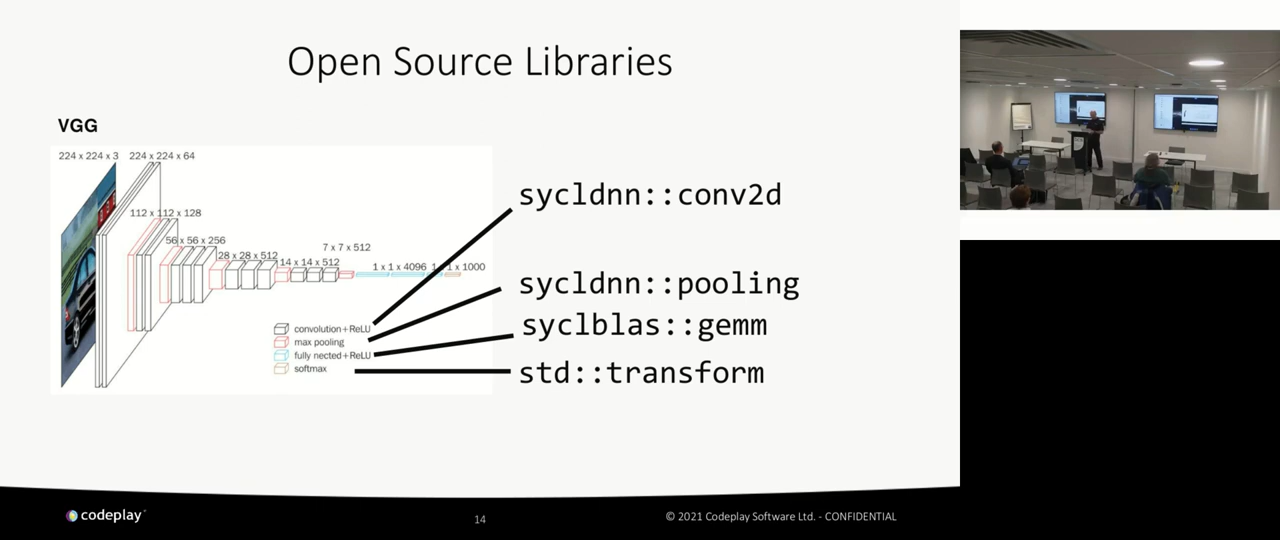 Open Source Libraries
VGG
224 x 224 x 3 224 x 224 x 64
112 x 112 x 128
56 x 56 x 256
28 x 28 x 512
14 x 14 x 512
7 x 7 x 512
1 x 1 x 4096 1 x 1 x 1000
convolution+ReLU
max pooling
fully nected+ReLU
softmax
sycldnn::conv2d
sycldnn::pooling
syclblas::gemm
std::transform
codeplay
14
© 2021 Codeplay Software Ltd. - CONFIDENTIAL